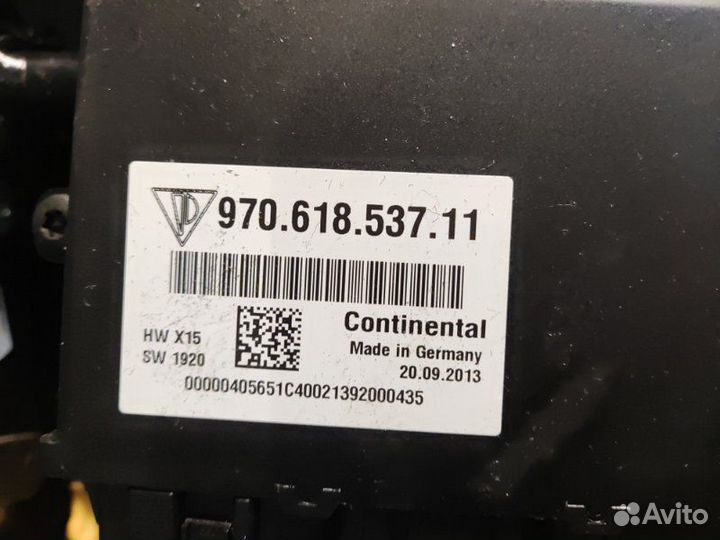 970.618.537.11
HW X15
SW 1920
Continental
Made in Germany
20.09.2013
00000405651C40021392000435
Avito